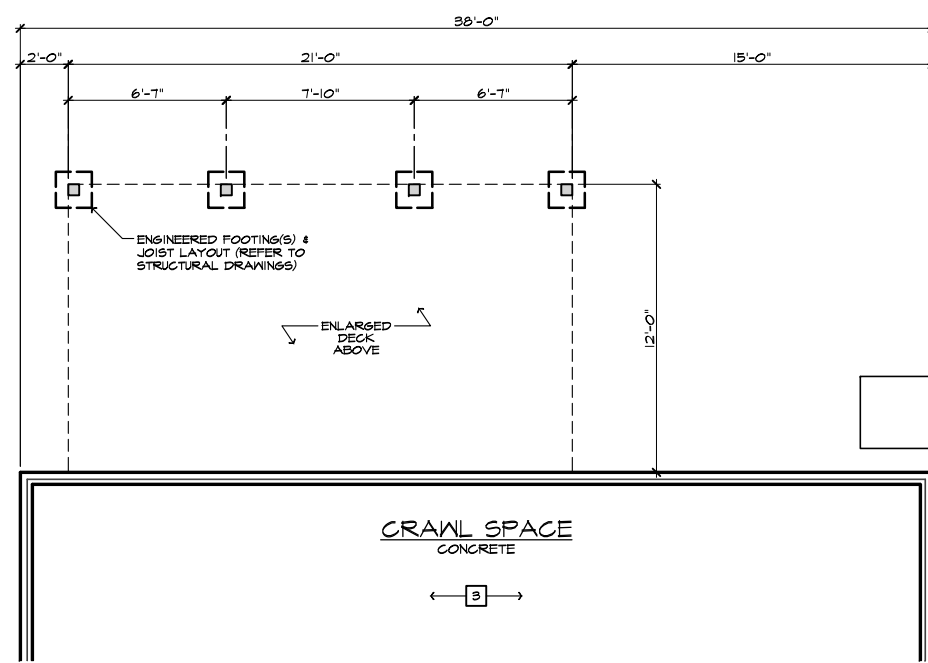 38'-0"
2'-0"
21'-0"
15'-0"
6'-7"
7'-10"
6'-7"
ENGINEERED FOOTING(S) &
JOIST LAYOUT (REFER TO
STRUCTURAL DRAWINGS)
12'-0"
ENLARGED
DECK
ABOVE
CRAWL SPACE
CONCRETE
3